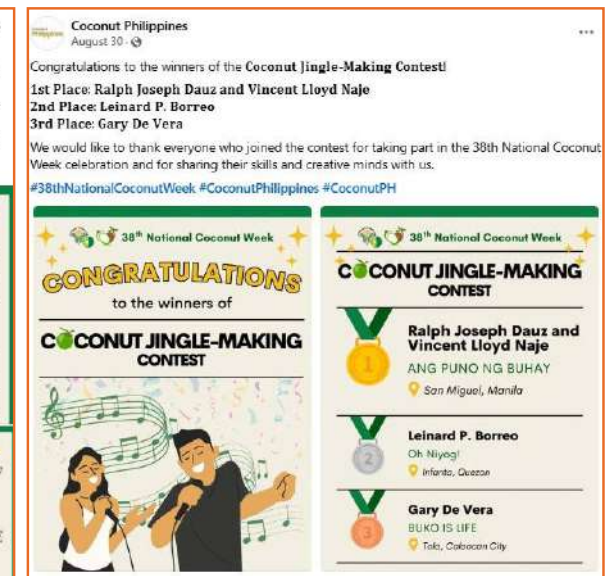 Coconut Philippines
August 30 ·
Congratulations to the winners of the Coconut Jingle-Making Contest!
1st Place: Ralph Joseph Dauz and Vincent Lloyd Naje
2nd Place: Leinard P. Borreo
3rd Place: Gary De Vera
We would like to thank everyone who joined the contest for taking part in the 38th National Coconut
Week celebration and for sharing their skills and creative minds with us.
#38thNationalCoconutWeek #CoconutPhilippines #CoconutPH
38th National Coconut Week
CONGRATULATIONS
to the winners of
COCONUT JINGLE-MAKING
CONTEST
38th National Coconut Week
COCONUT JINGLE-MAKING
CONTEST
1
Ralph Joseph Dauz and
Vincent Lloyd Naje
ANG PUNO NG BUHAY
San Miguel, Manila
2
Leinard P. Borreo
Oh Niyog!
Infanta, Quezon
3
Gary De Vera
BUKO IS LIFE
Caloocan City